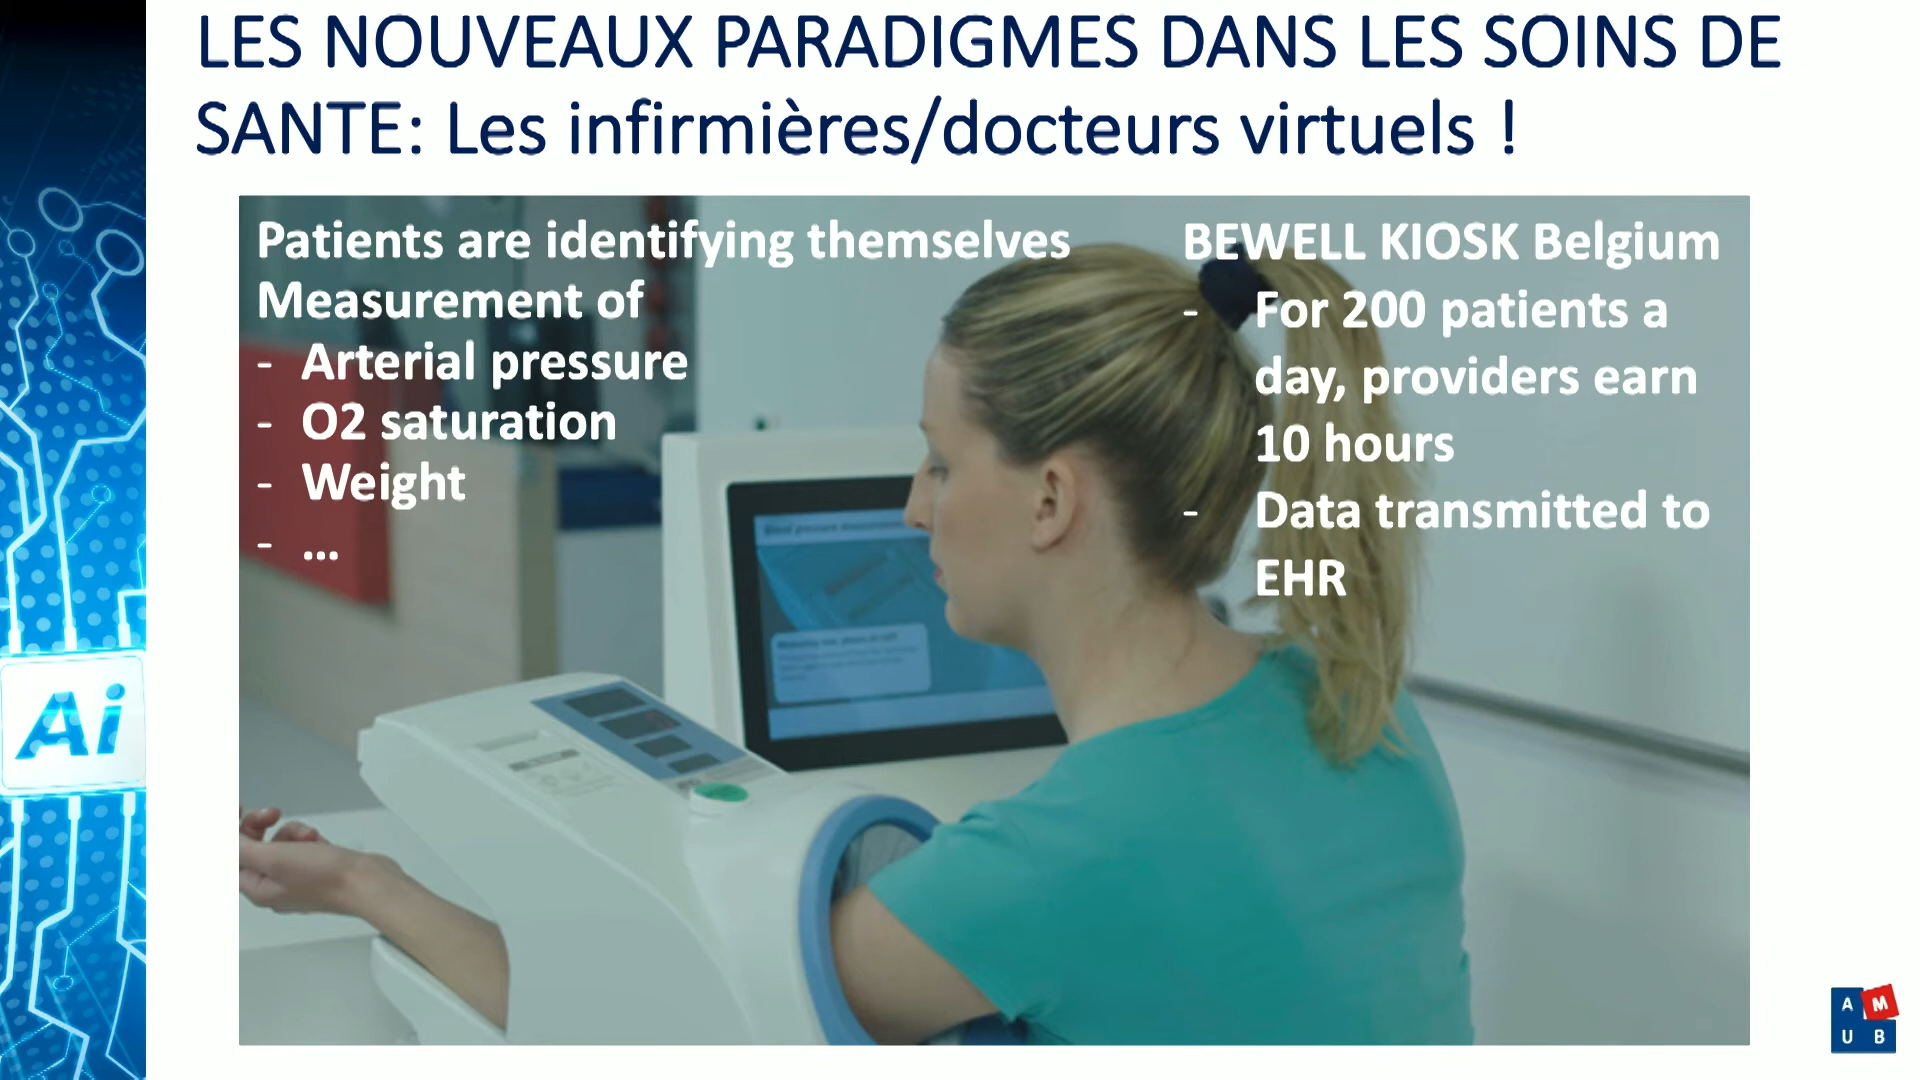 LES NOUVEAUX PARADIGMES DANS LES SOINS DE
SANTE: Les infirmières/docteurs virtuels !
Patients are identifying themselves
Measurement of
- Arterial pressure
- O2 saturation
- Weight
- ...
BEWELL KIOSK Belgium
- For 200 patients a
day, providers earn
10 hours
- Data transmitted to
EHR
Ai
A M
U B